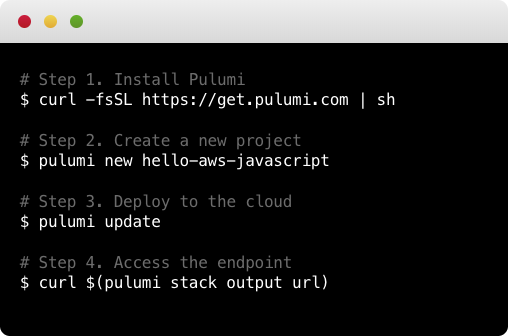 # Step 1. Install Pulumi
$ curl -fsSL https://get.pulumi.com | sh
# Step 2. Create a new project
$ pulumi new hello-aws-javascript
# Step 3. Deploy to the cloud
$ pulumi update
# Step 4. Access the endpoint
$ curl $(pulumi stack output url)